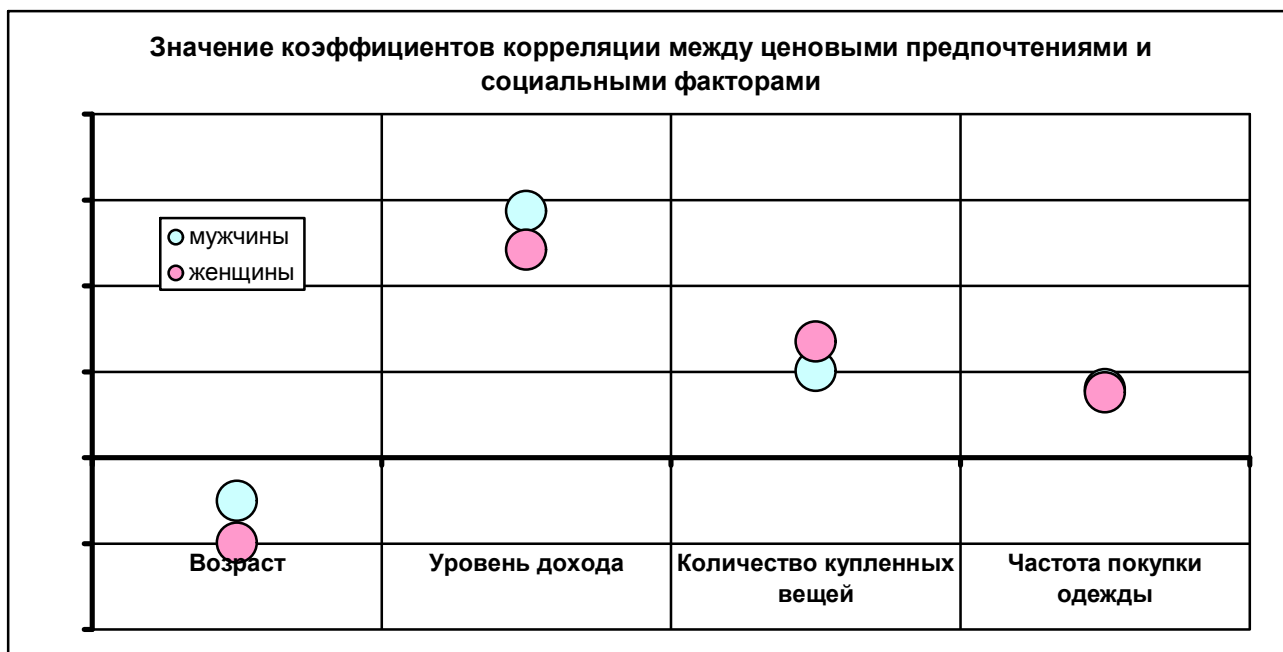 Значение коэффициентов корреляции между ценовыми предпочтениями и
социальными факторами
мужчины
женщины
Возраст
Уровень дохода
Количество купленных
вещей
Частота покупки
одежды